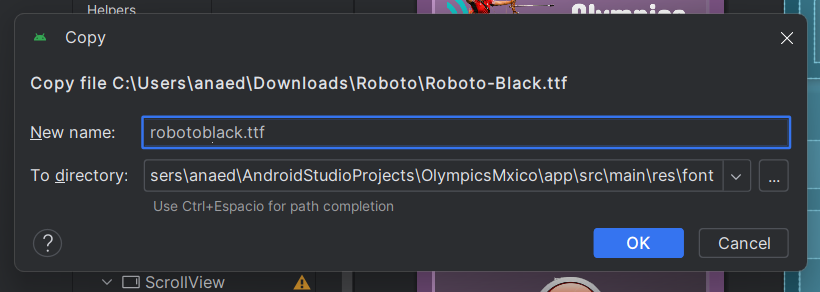 Helpers
Olympics
Copy
Copy file C:\Users\anaed\Downloads\Roboto\Roboto-Black.ttf
New name: robotoblack.ttf
To directory: sers\anaed\AndroidStudioProjects\OlympicsMxico\app\src\main\res\font ...
Use Ctrl+Espacio for path completion
? OK Cancel
ScrollView